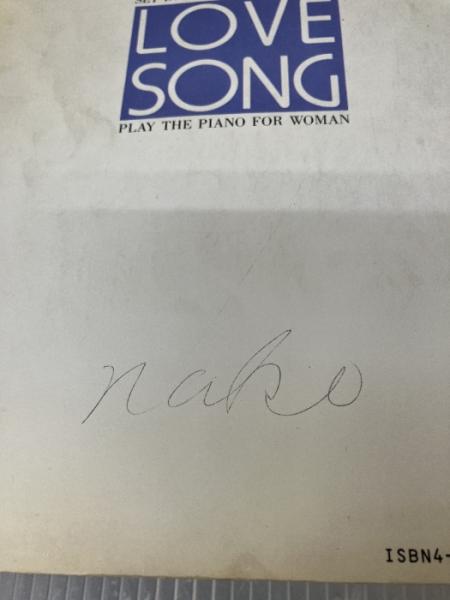 LOVE
SONG
PLAY THE PIANO FOR WOMAN
nako
ISBN4-